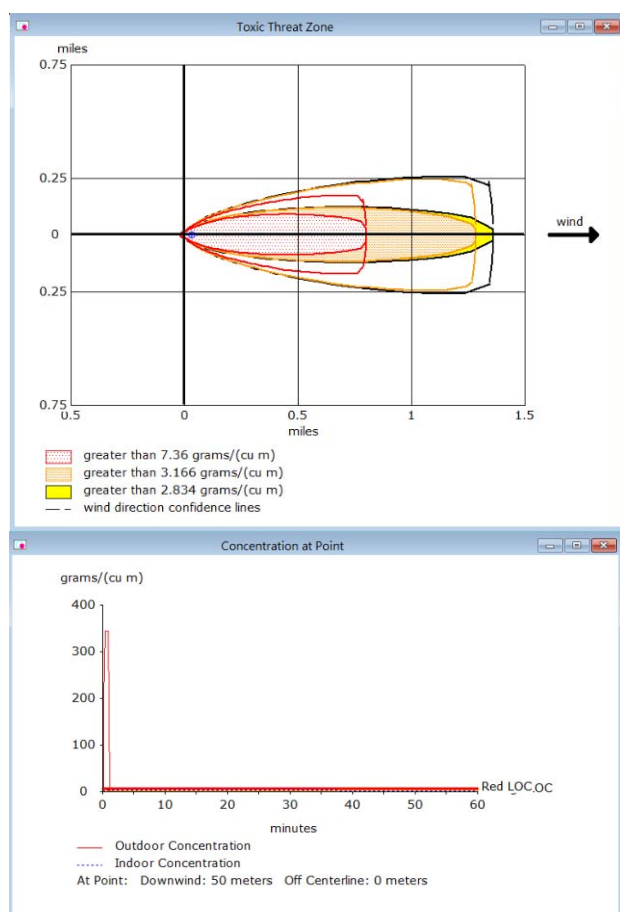 Toxic Threat Zone
miles
0.75
0.25
0
0.25
0.75
0.5 0 0.5 1 1.5
miles
wind
greater than 7.36 grams/(cu m)
greater than 3.166 grams/(cu m)
greater than 2.834 grams/(cu m)
wind direction confidence lines
Concentration at Point
grams/(cu m)
400
300
200
100
0
0 10 20 30 40 50 60
Red LOC
minutes
Outdoor Concentration
Indoor Concentration
At Point: Downwind: 50 meters Off Centerline: 0 meters